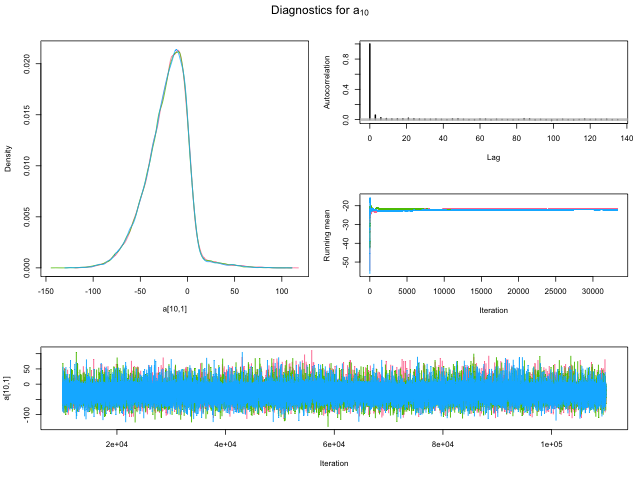 Diagnostics for a10
Density
0.000
0.005
0.010
0.015
0.020
-150
-100
-50
0
50
100
a[10,1]
Autocorrelation
0.0
0.4
0.8
0
20
40
60
80
100
120
140
Lag
Running mean
-50
-40
-30
-20
0
5000
10000
15000
20000
25000
30000
Iteration
a[10,1]
-100
0
50
2e+04
4e+04
6e+04
8e+04
1e+05
Iteration